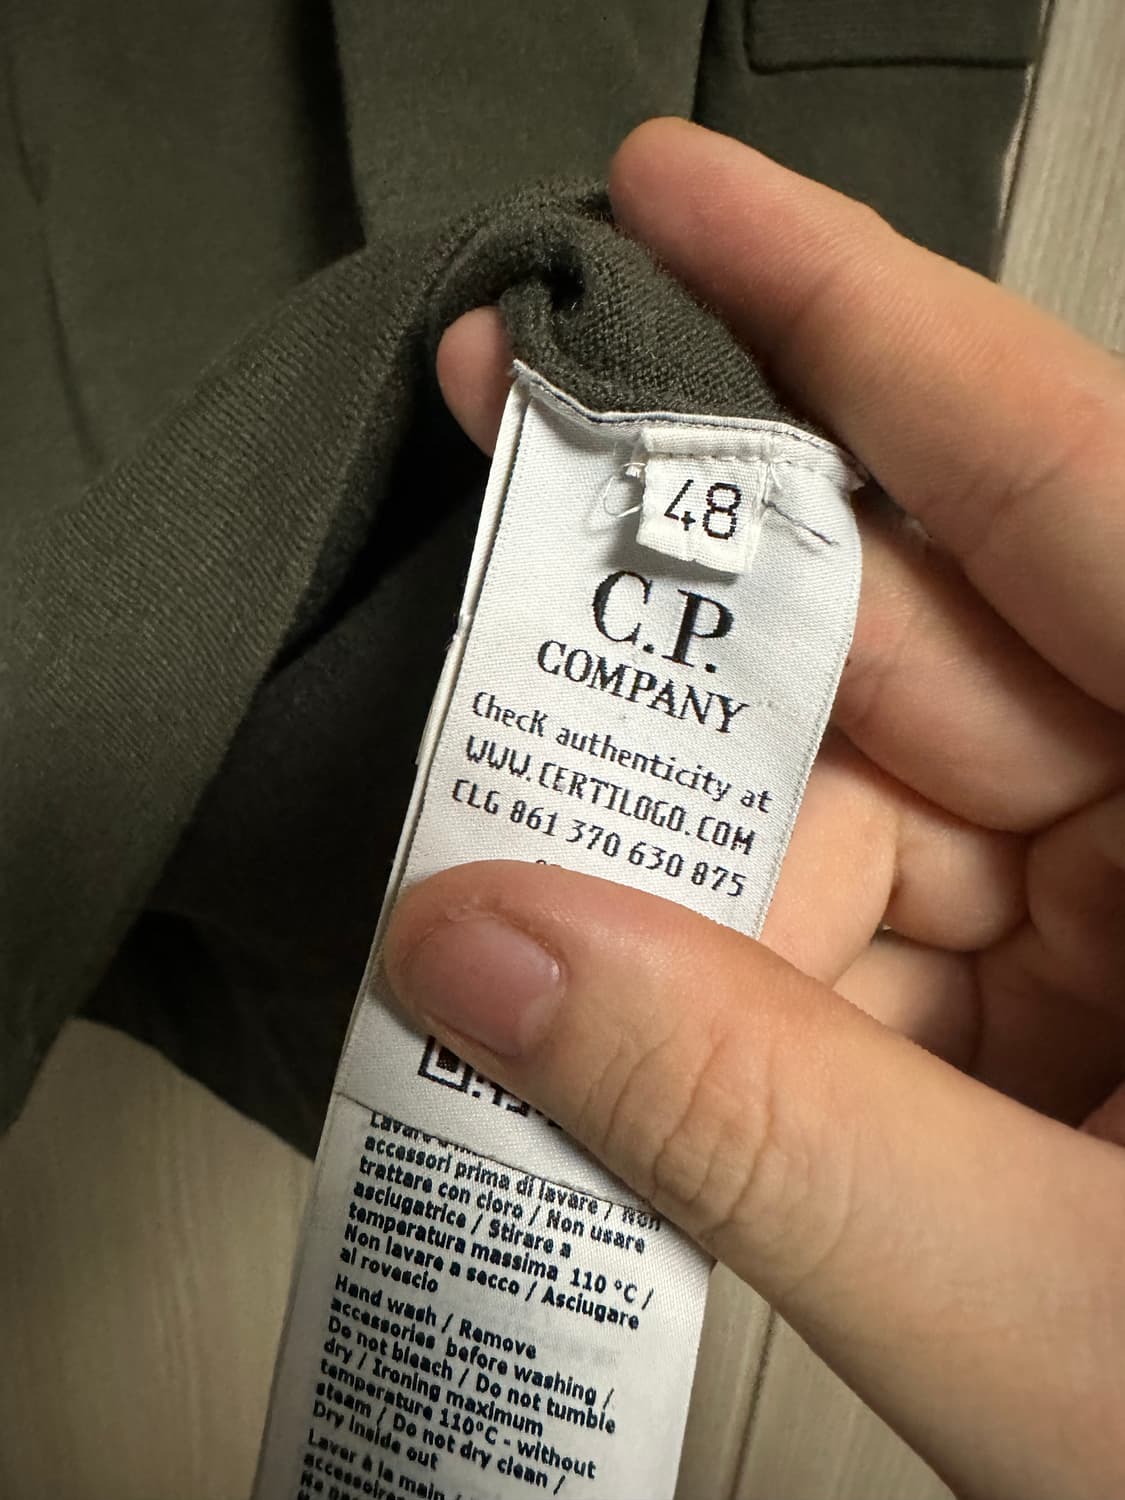 48
C.P.
COMPANY
Check authenticity at
WWW.CERTILOGO.COM
CLG 861 370 630 875
Lavare
accessori prima di lavare / Non
trattare con cloro / Non usare
asciugatrice / Stirare a
temperatura massima 110 °C /
Non lavare a secco / Asciugare
al rovescio
Hand wash / Remove
accessories before washing /
Do not bleach / Do not tumble
dry / Ironing maximum
temperature 110°C - without
steam / Do not dry clean /
Dry inside out
Laver à la main /
accessoires